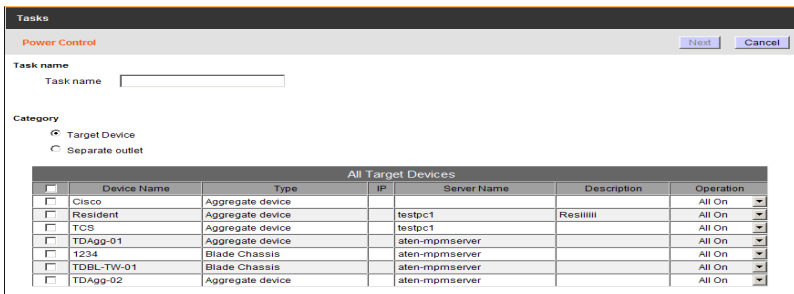 Tasks
Power Control Next Cancel
Task name
Task name
Category
Target Device
Separate outlet
All Target Devices
Device Name Type IP Server Name Description Operation
Cisco Aggregate device All On
Resident Aggregate device testpc1 Resiiiiii All On
TCS Aggregate device testpc1 All On
TDAgg-01 Aggregate device aten-mpmserver All On
1234 Blade Chassis aten-mpmserver All On
TDBL-TW-01 Blade Chassis aten-mpmserver All On
TDAgg-02 Aggregate device aten-mpmserver All On